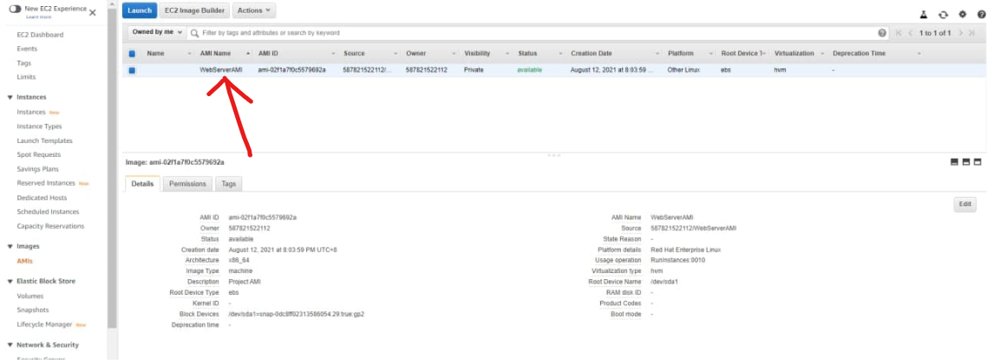 New EC2 Experience
Learn more
EC2 Dashboard
Events
Tags
Limits
Instances
Instances New
Instance Types
Launch Templates
Spot Requests
Savings Plans
Reserved Instances New
Dedicated Hosts
Scheduled Instances
Capacity Reservations
Images
AMIs
Elastic Block Store
Volumes
Snapshots
Lifecycle Manager New
Network & Security
Security Groups
Launch EC2 Image Builder Actions
Owned by me Filter by tags and attributes or search by keyword 1 to 1 of 1
Name AMI Name AMI ID Source Owner Visibility Status Creation Date Platform Root Device T Virtualization Deprecation Time
WebServerAMI ami-02f1a7f0c5579692a 587821522112/... 587821522112 Private available August 12, 2021 at 8:03:59 ... Other Linux ebs hvm -
Image: ami-02f1a7f0c5579692a
Details Permissions Tags
Edit
AMI ID ami-02f1a7f0c5579692a
Owner 587821522112
Status available
Creation date August 12, 2021 at 8:03:59 PM UTC+8
Architecture x86_64
Image Type machine
Description Project AMI
Root Device Type ebs
Kernel ID -
Block Devices /dev/sda1=snap-0dc8ff02313586054:29:true:gp2
Deprecation time -
AMI Name WebServerAMI
Source 587821522112/WebServerAMI
State Reason -
Platform details Red Hat Enterprise Linux
Usage operation RunInstances:0010
Virtualization type hvm
Root Device Name /dev/sda1
RAM disk ID -
Product Codes -
Boot mode -